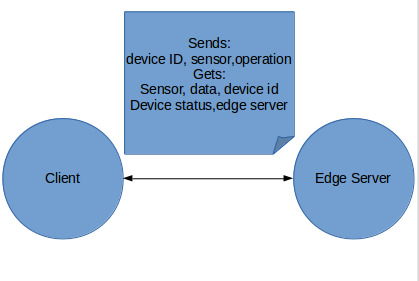 Sends:
device ID, sensor,operation
Gets:
Sensor, data, device id
Device status,edge server
Client
Edge Server